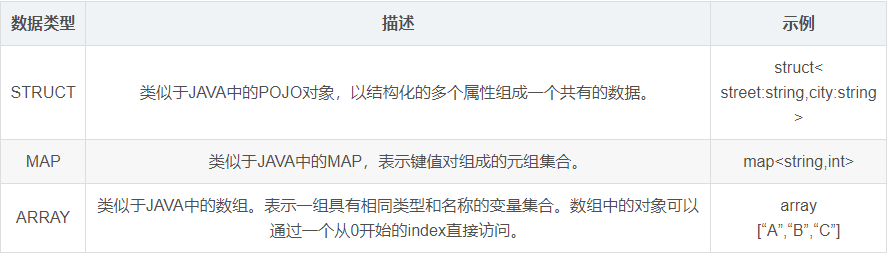 数据类型
描述
示例
STRUCT
类似于JAVA中的POJO对象，以结构化的多个属性组成一个共有的数据。
struct<
street:string,city:string
>
MAP
类似于JAVA中的MAP，表示键值对组成的元组集合。
map<string,int>
ARRAY
类似于JAVA中的数组。表示一组具有相同类型和名称的变量集合。数组中的对象可以
通过一个从0开始的index直接访问。
array
[“A”,“B”,“C”]